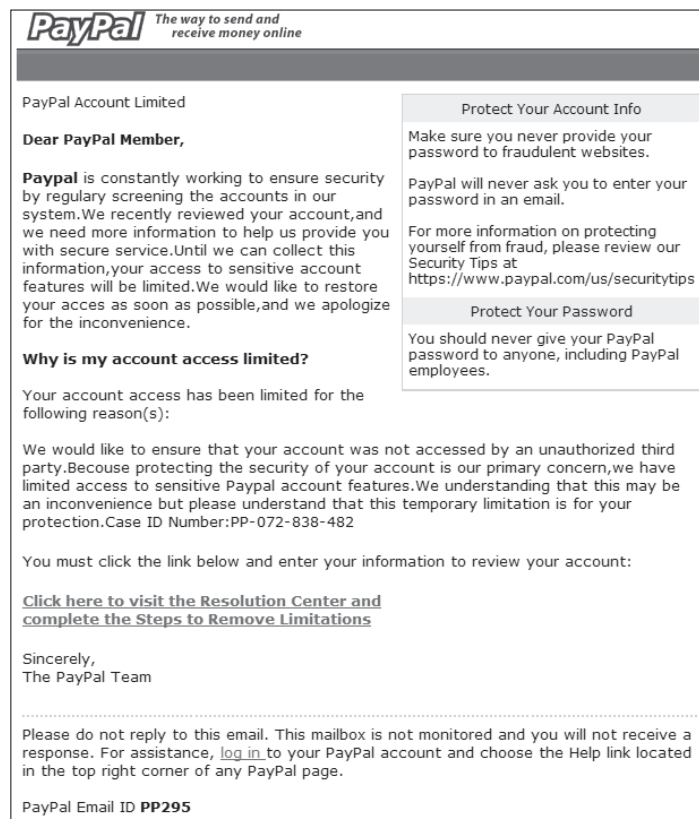 PayPal The way to send and
receive money online
PayPal Account Limited
Dear PayPal Member,
Paypal is constantly working to ensure security
by regulary screening the accounts in our
system.We recently reviewed your account,and
we need more information to help us provide you
with secure service.Until we can collect this
information,your access to sensitive account
features will be limited.We would like to restore
your acces as soon as possible,and we apologize
for the inconvenience.
Why is my account access limited?
Your account access has been limited for the
following reason(s):
Protect Your Account Info
Make sure you never provide your
password to fraudulent websites.
PayPal will never ask you to enter your
password in an email.
For more information on protecting
yourself from fraud, please review our
Security Tips at
https://www.paypal.com/us/securitytips
Protect Your Password
You should never give your PayPal
password to anyone, including PayPal
employees.
We would like to ensure that your account was not accessed by an unauthorized third
party.Becouse protecting the security of your account is our primary concern,we have
limited access to sensitive Paypal account features.We understanding that this may be
an inconvenience but please understand that this temporary limitation is for your
protection.Case ID Number:PP-072-838-482
You must click the link below and enter your information to review your account:
Click here to visit the Resolution Center and
complete the Steps to Remove Limitations
Sincerely,
The PayPal Team
Please do not reply to this email. This mailbox is not monitored and you will not receive a
response. For assistance, log in to your PayPal account and choose the Help link located
in the top right corner of any PayPal page.
PayPal Email ID PP295